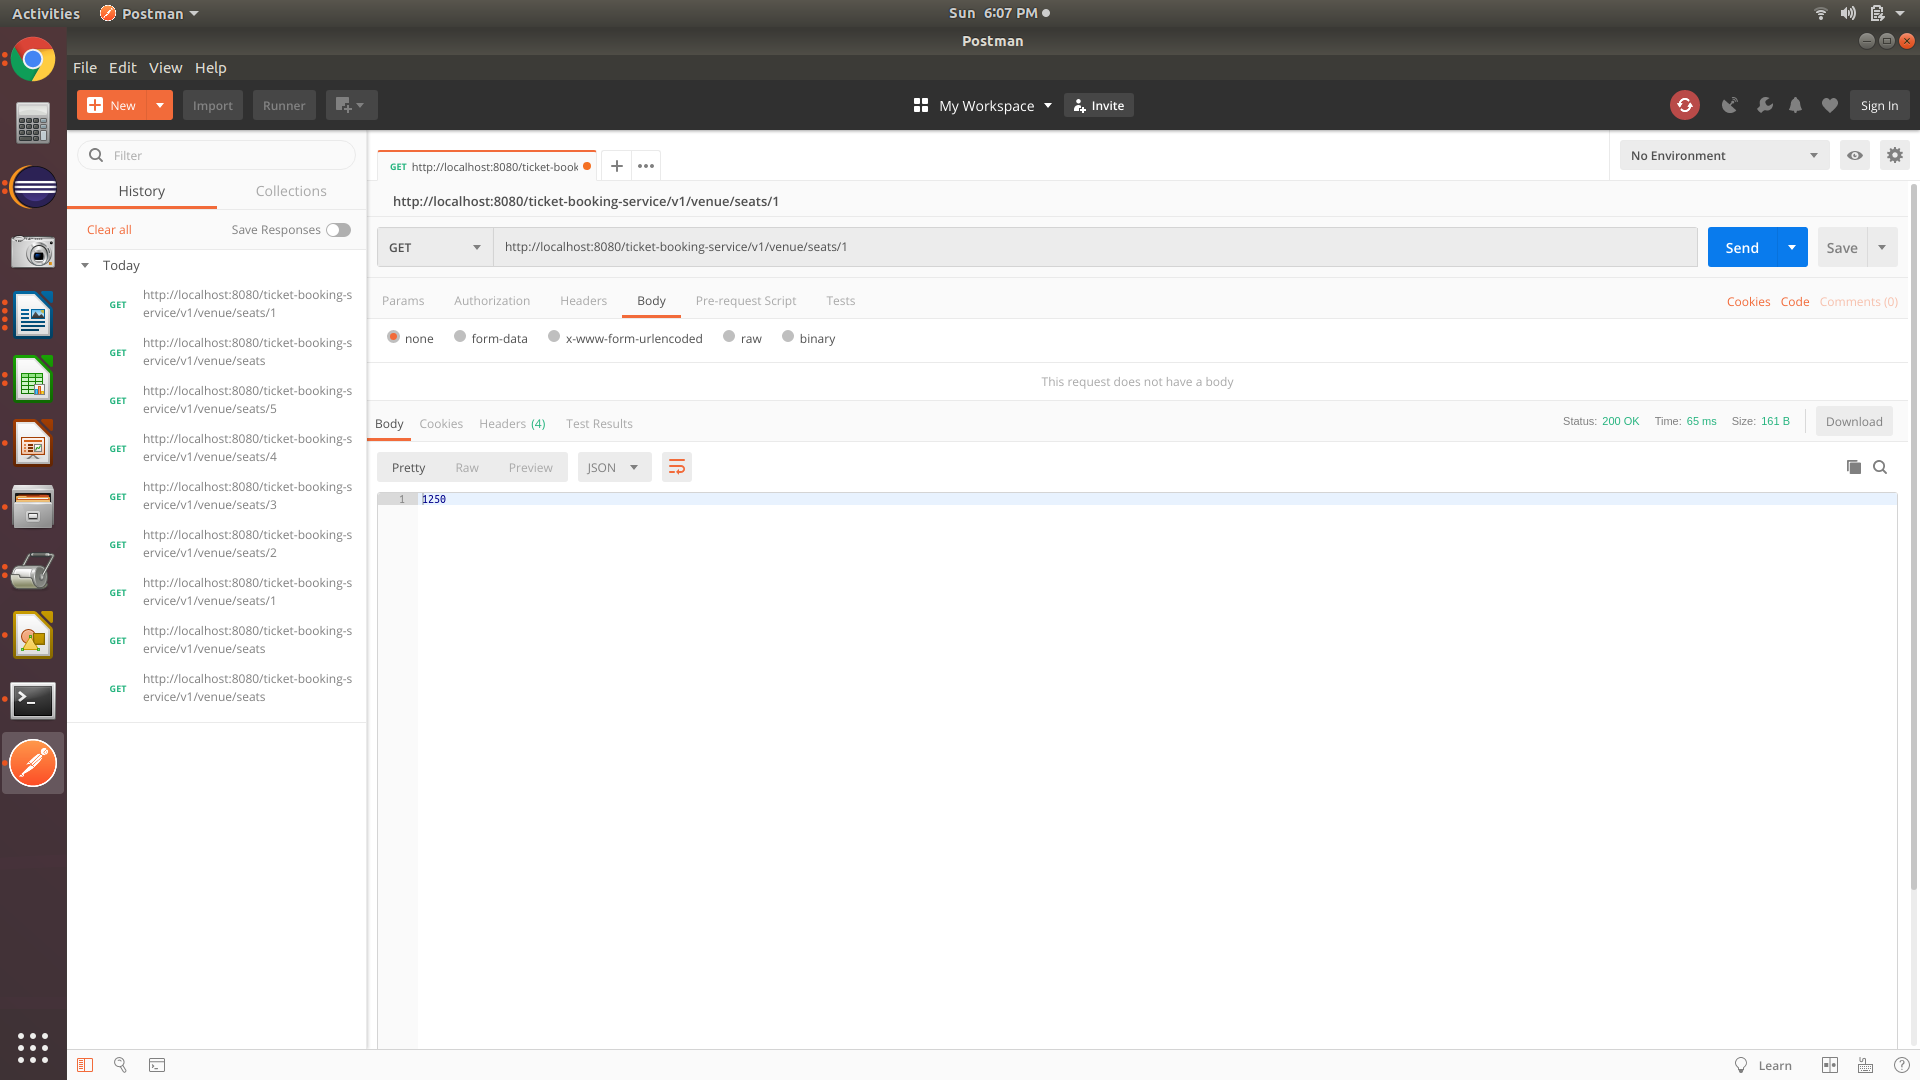 Activities
Postman
Sun 6:07 PM
Postman
File Edit View Help
New
Import
Runner
My Workspace
Invite
Sign In
Filter
History
Collections
Clear all
Save Responses
Today
GET
http://localhost:8080/ticket-booking-s
ervice/v1/venue/seats/1
GET
http://localhost:8080/ticket-booking-s
ervice/v1/venue/seats
GET
http://localhost:8080/ticket-booking-s
ervice/v1/venue/seats/5
GET
http://localhost:8080/ticket-booking-s
ervice/v1/venue/seats/4
GET
http://localhost:8080/ticket-booking-s
ervice/v1/venue/seats/3
GET
http://localhost:8080/ticket-booking-s
ervice/v1/venue/seats/2
GET
http://localhost:8080/ticket-booking-s
ervice/v1/venue/seats/1
GET
http://localhost:8080/ticket-booking-s
ervice/v1/venue/seats
GET
http://localhost:8080/ticket-booking-s
ervice/v1/venue/seats
GET http://localhost:8080/ticket-book
No Environment
http://localhost:8080/ticket-booking-service/v1/venue/seats/1
GET
http://localhost:8080/ticket-booking-service/v1/venue/seats/1
Send
Save
Params Authorization Headers Body Pre-request Script Tests
Cookies Code Comments (0)
none form-data x-www-form-urlencoded raw binary
This request does not have a body
Body Cookies Headers (4) Test Results
Status: 200 OK Time: 65 ms Size: 161 B
Download
Pretty Raw Preview
JSON
1 1250
Learn